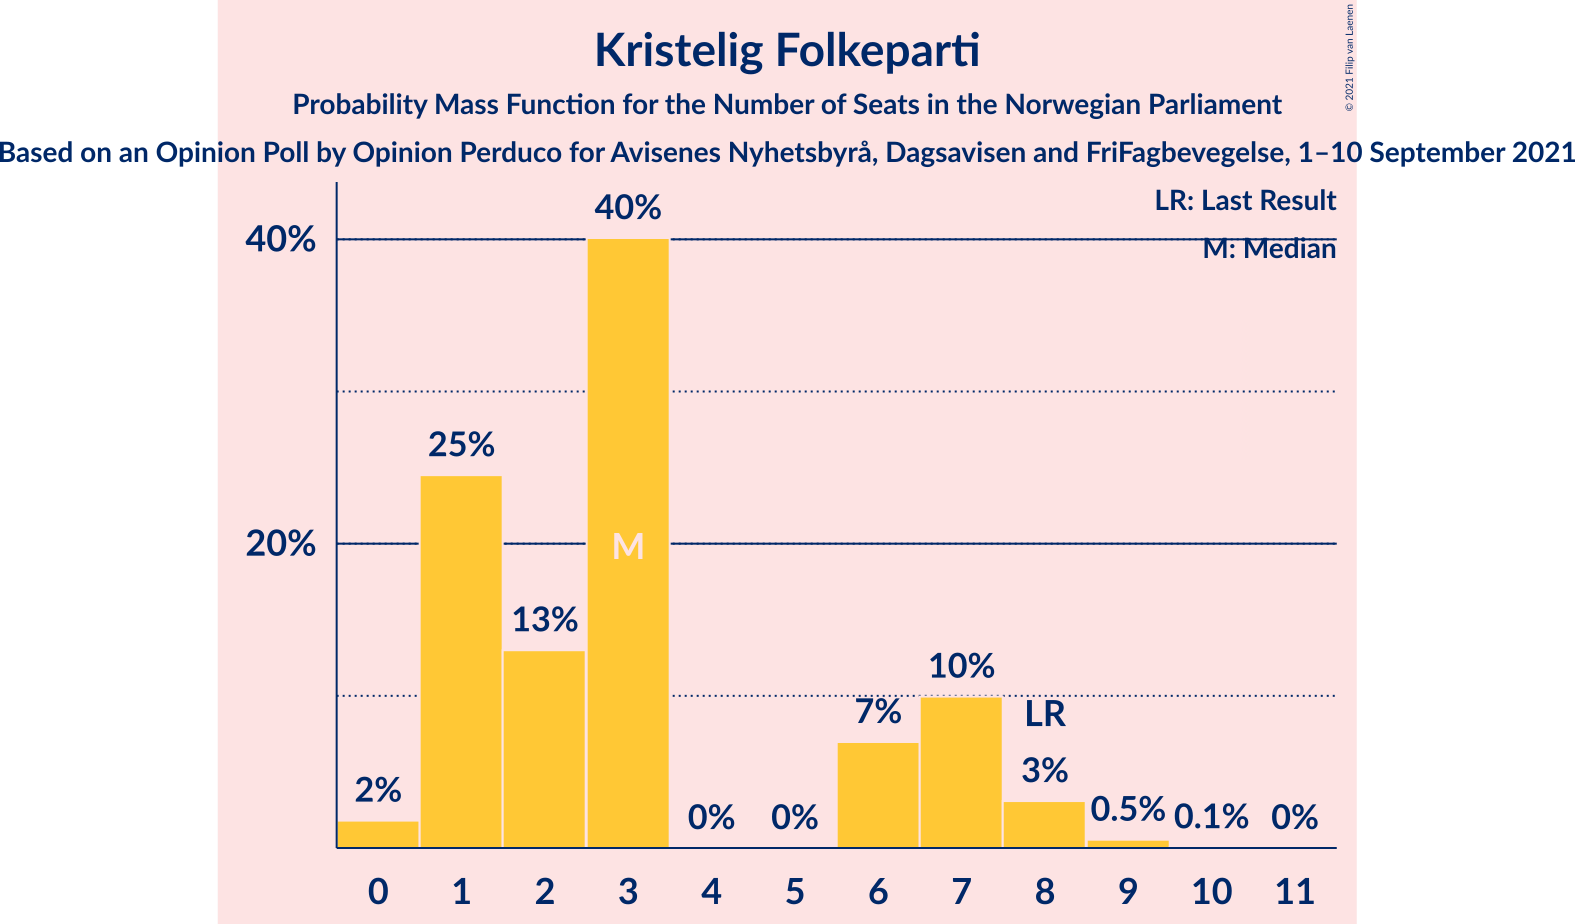 Kristelig Folkeparti
Probability Mass Function for the Number of Seats in the Norwegian Parliament
Based on an Opinion Poll by Opinion Perduco for Avisenes Nyhetsbyrå, Dagsavisen and FriFagbevegelse, 1–10 September 2021
© 2021 Filip van Laenen
LR: Last Result
M: Median
40%
20%
2%
25%
13%
40%
M
0%
0%
7%
10%
LR
3%
0.5%
0.1%
0%
0 1 2 3 4 5 6 7 8 9 10 11